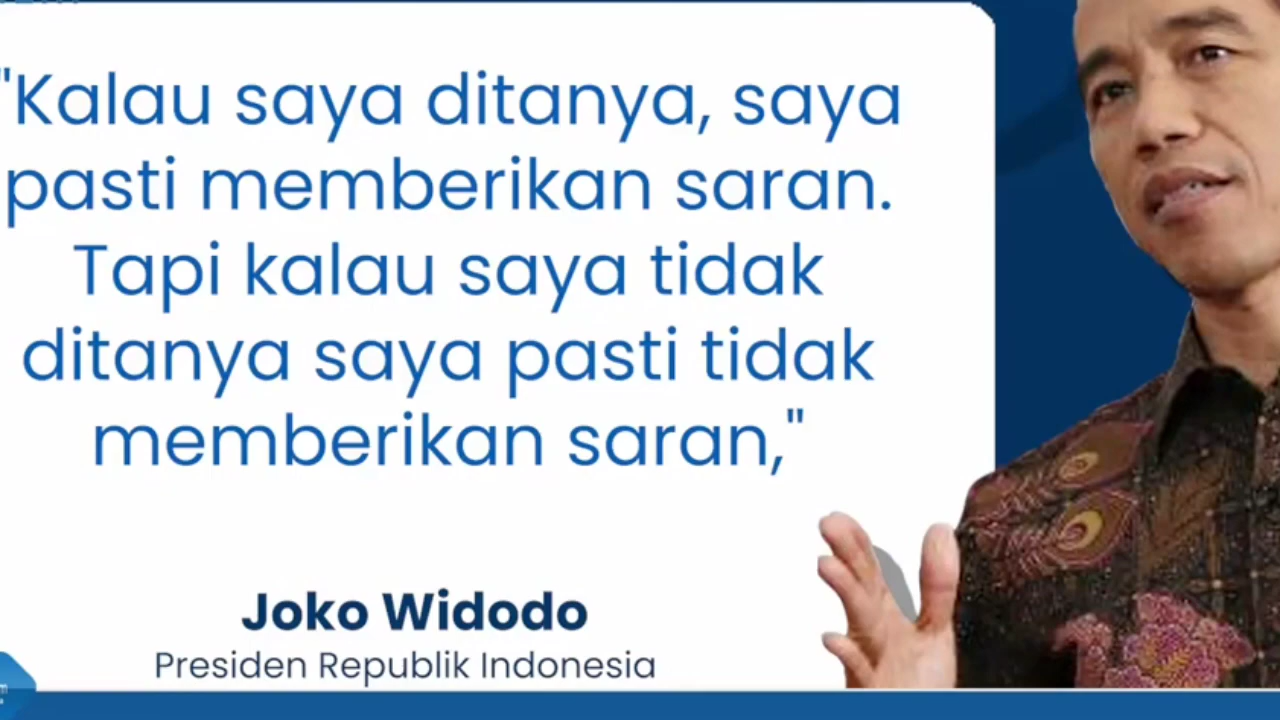 "Kalau saya ditanya, saya
pasti memberikan saran.
Tapi kalau saya tidak
ditanya saya pasti tidak
memberikan saran,"
Joko Widodo
Presiden Republik Indonesia